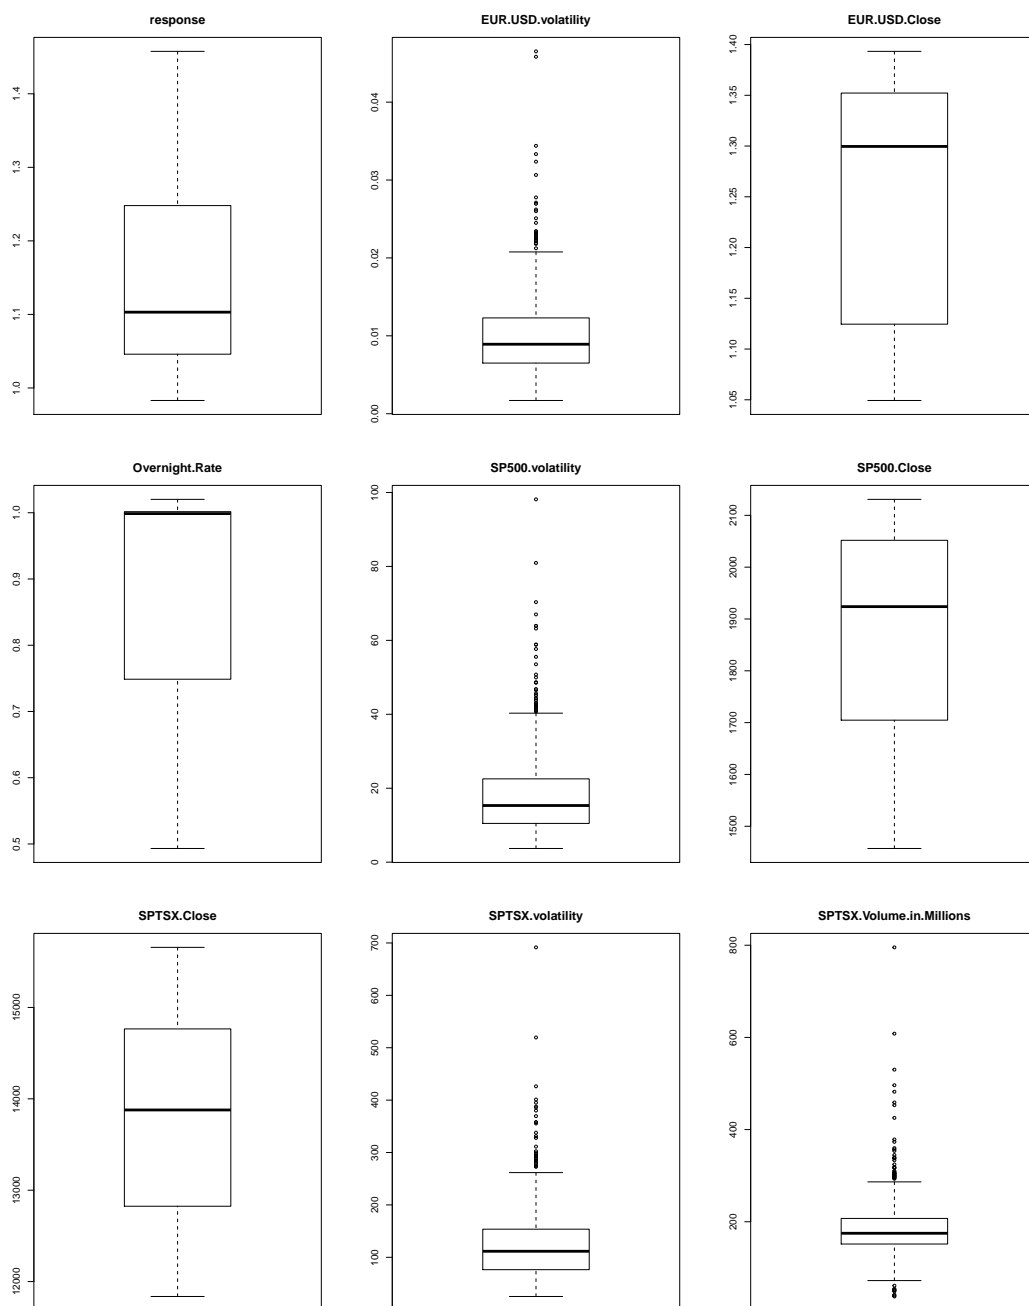 response EUR.USD.volatility EUR.USD.Close
1.0 1.1 1.2 1.3 1.4
0.00 0.01 0.02 0.03 0.04
1.05 1.10 1.15 1.20 1.25 1.30 1.35 1.40
Overnight.Rate SP500.volatility SP500.Close
0.5 0.6 0.7 0.8 0.9 1.0
0 20 40 60 80 100
1500 1600 1700 1800 1900 2000 2100
SPTSX.Close SPTSX.volatility SPTSX.Volume.in.Millions
12000 13000 14000 15000
100 200 300 400 500 600 700
200 400 600 800